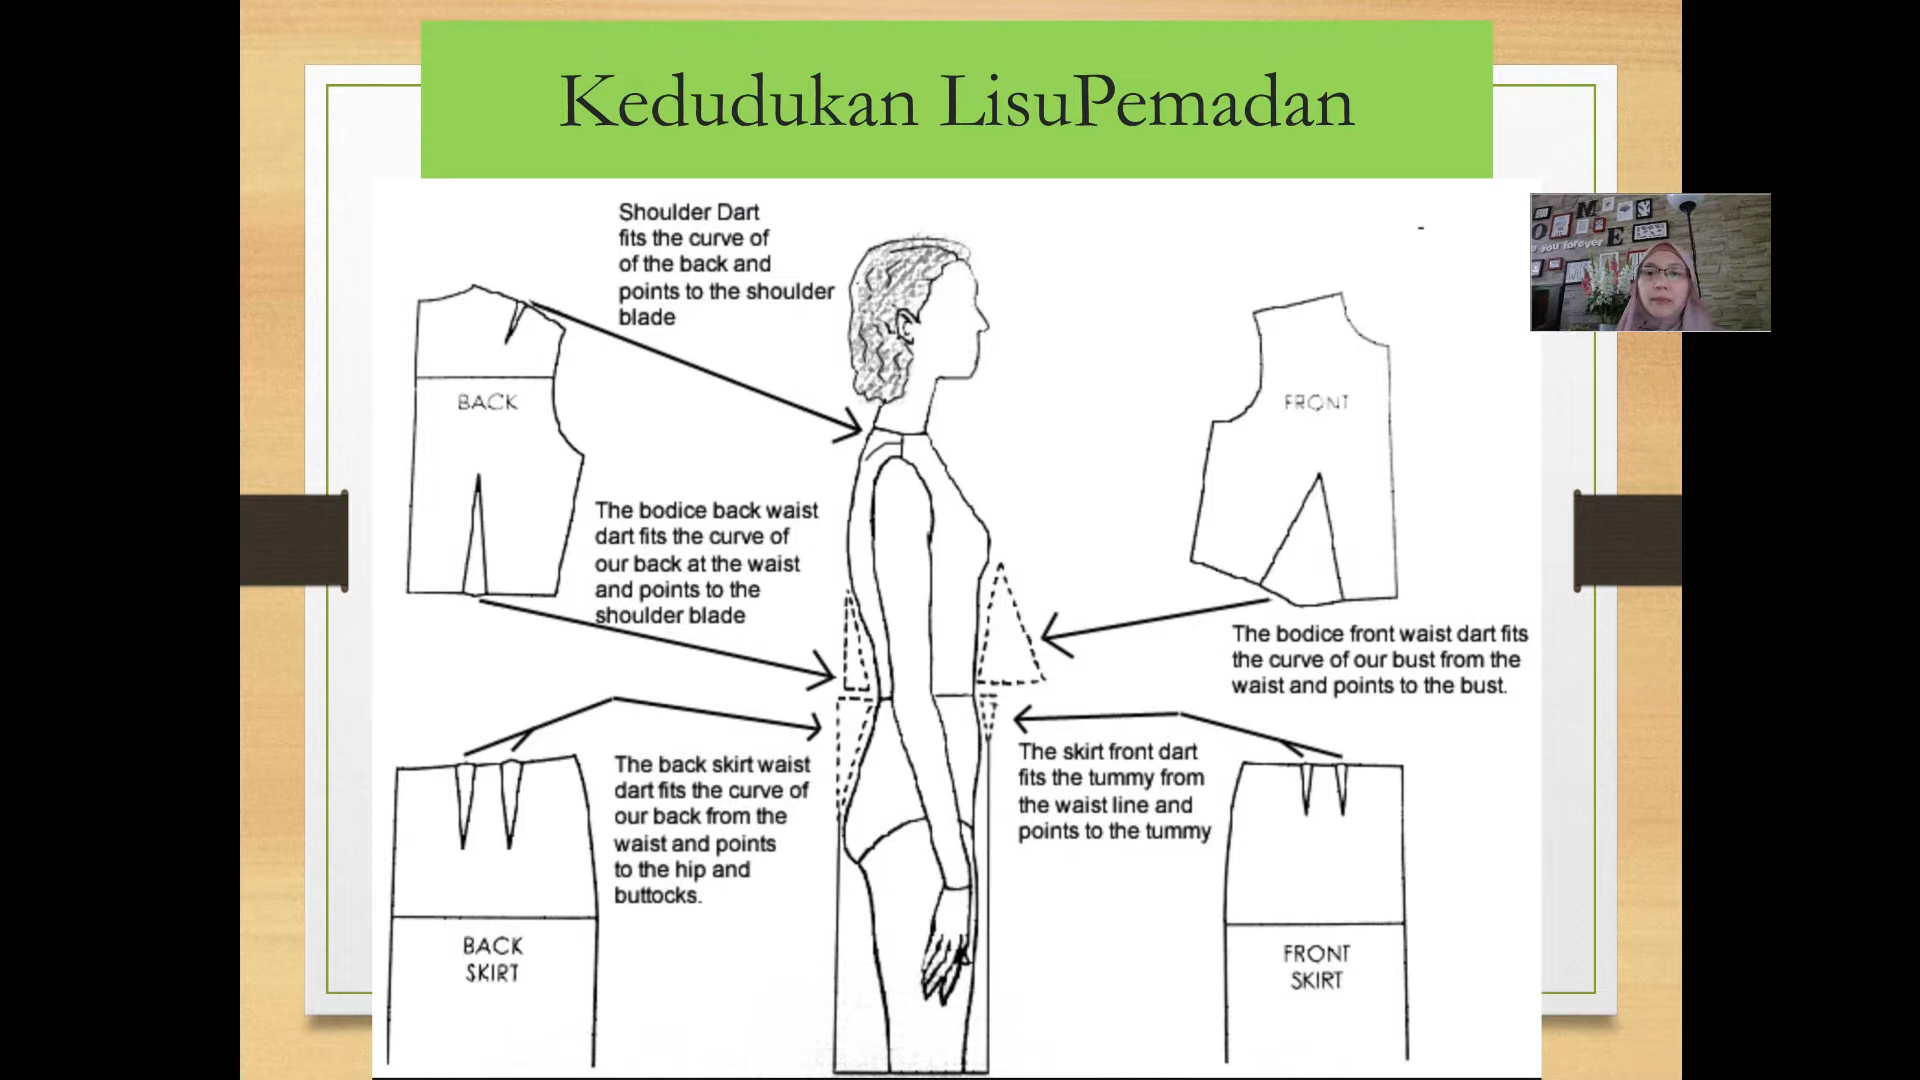 Kedudukan LisuPemadan
Shoulder Dart
fits the curve of
of the back and
points to the shoulder
blade
BACK
FRONT
The bodice back waist
dart fits the curve of
our back at the waist
and points to the
shoulder blade
The bodice front waist dart fits
the curve of our bust from the
waist and points to the bust.
The back skirt waist
dart fits the curve of
our back from the
waist and points
to the hip and
buttocks.
The skirt front dart
fits the tummy from
the waist line and
points to the tummy
BACK
SKIRT
FRONT
SKIRT
you forever